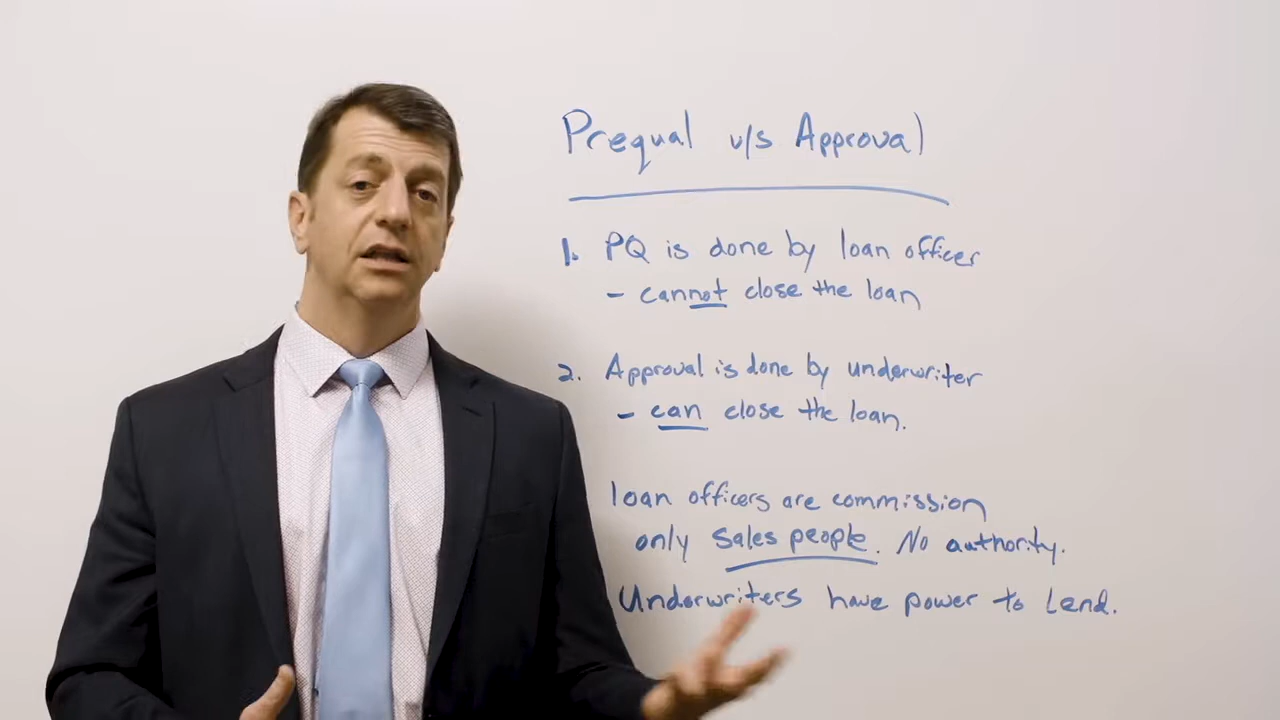 Prequal v/s Approval
1. PQ is done by loan officer
- cannot close the loan
2. Approval is done by underwriter
- can close the loan.
loan officers are commission
only sales people. No authority.
Underwriters have power to lend.